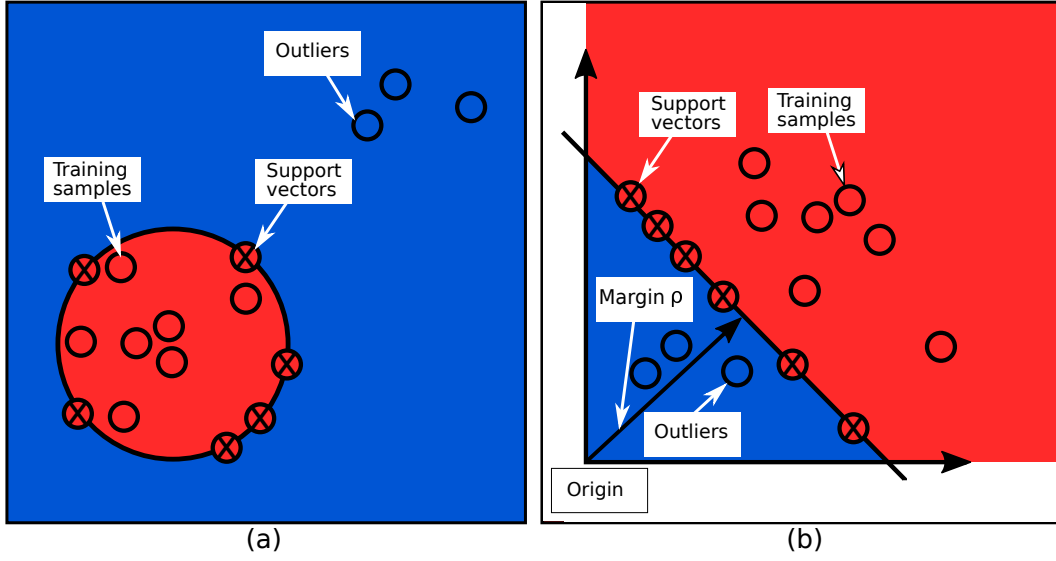 Outliers
Training
samples
Support
vectors
(a)
Support
vectors
Training
samples
Margin ρ
Outliers
Origin
(b)